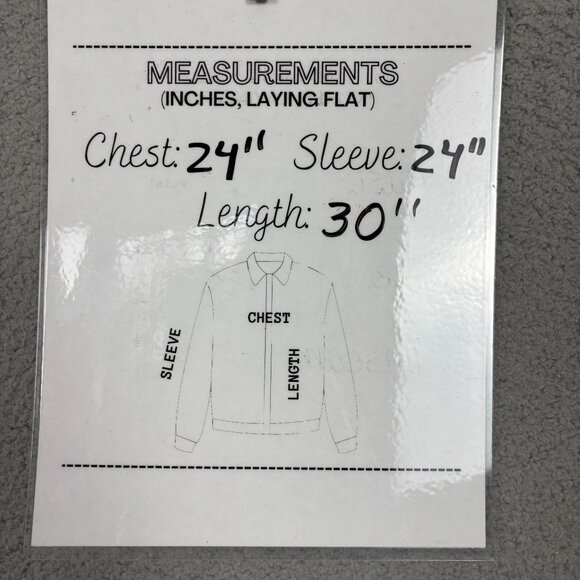 MEASUREMENTS
(INCHES, LAYING FLAT)
Chest: 24" Sleeve: 24"
Length: 30"
CHEST
SLEEVE
LENGTH